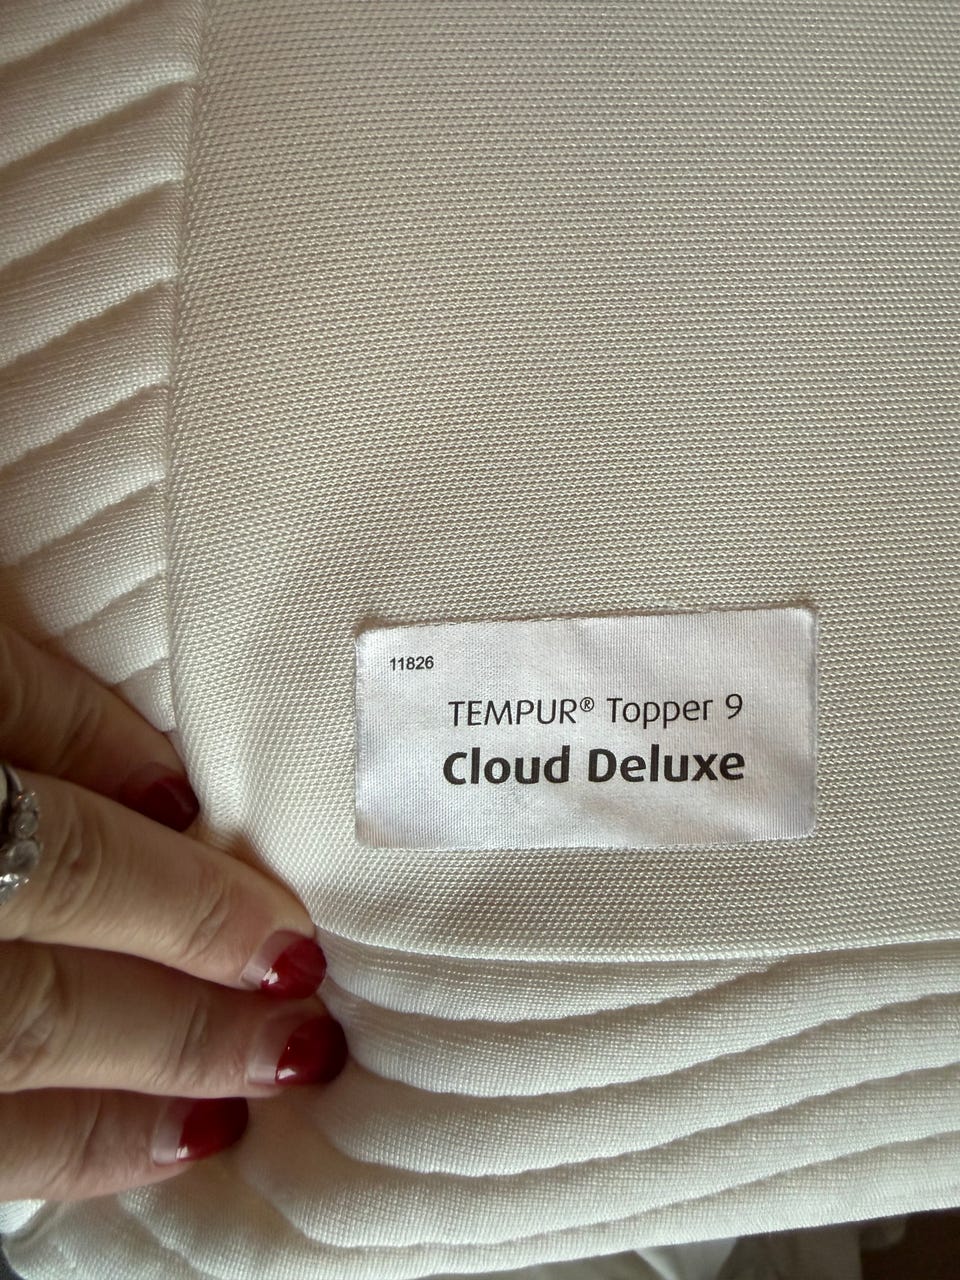 11826
TEMPUR® Topper 9
Cloud Deluxe